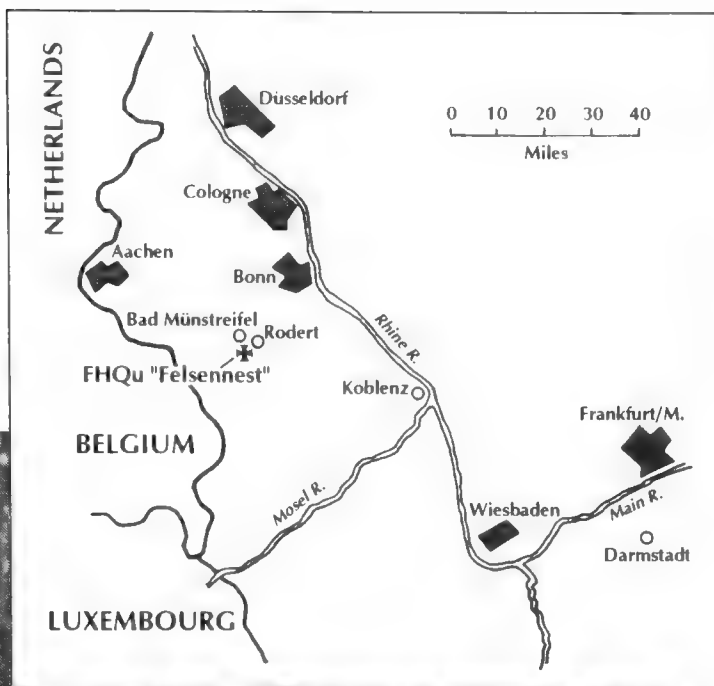 NETHERLANDS
Düsseldorf
0 10 20 30 40
Miles
Cologne
Aachen
Bonn
Bad Münstreifel
Rodert
FHQu "Felsennest"
Rhine R.
Koblenz
Frankfurt/M.
BELGIUM
Mosel R.
Wiesbaden
Main R.
Darmstadt
LUXEMBOURG